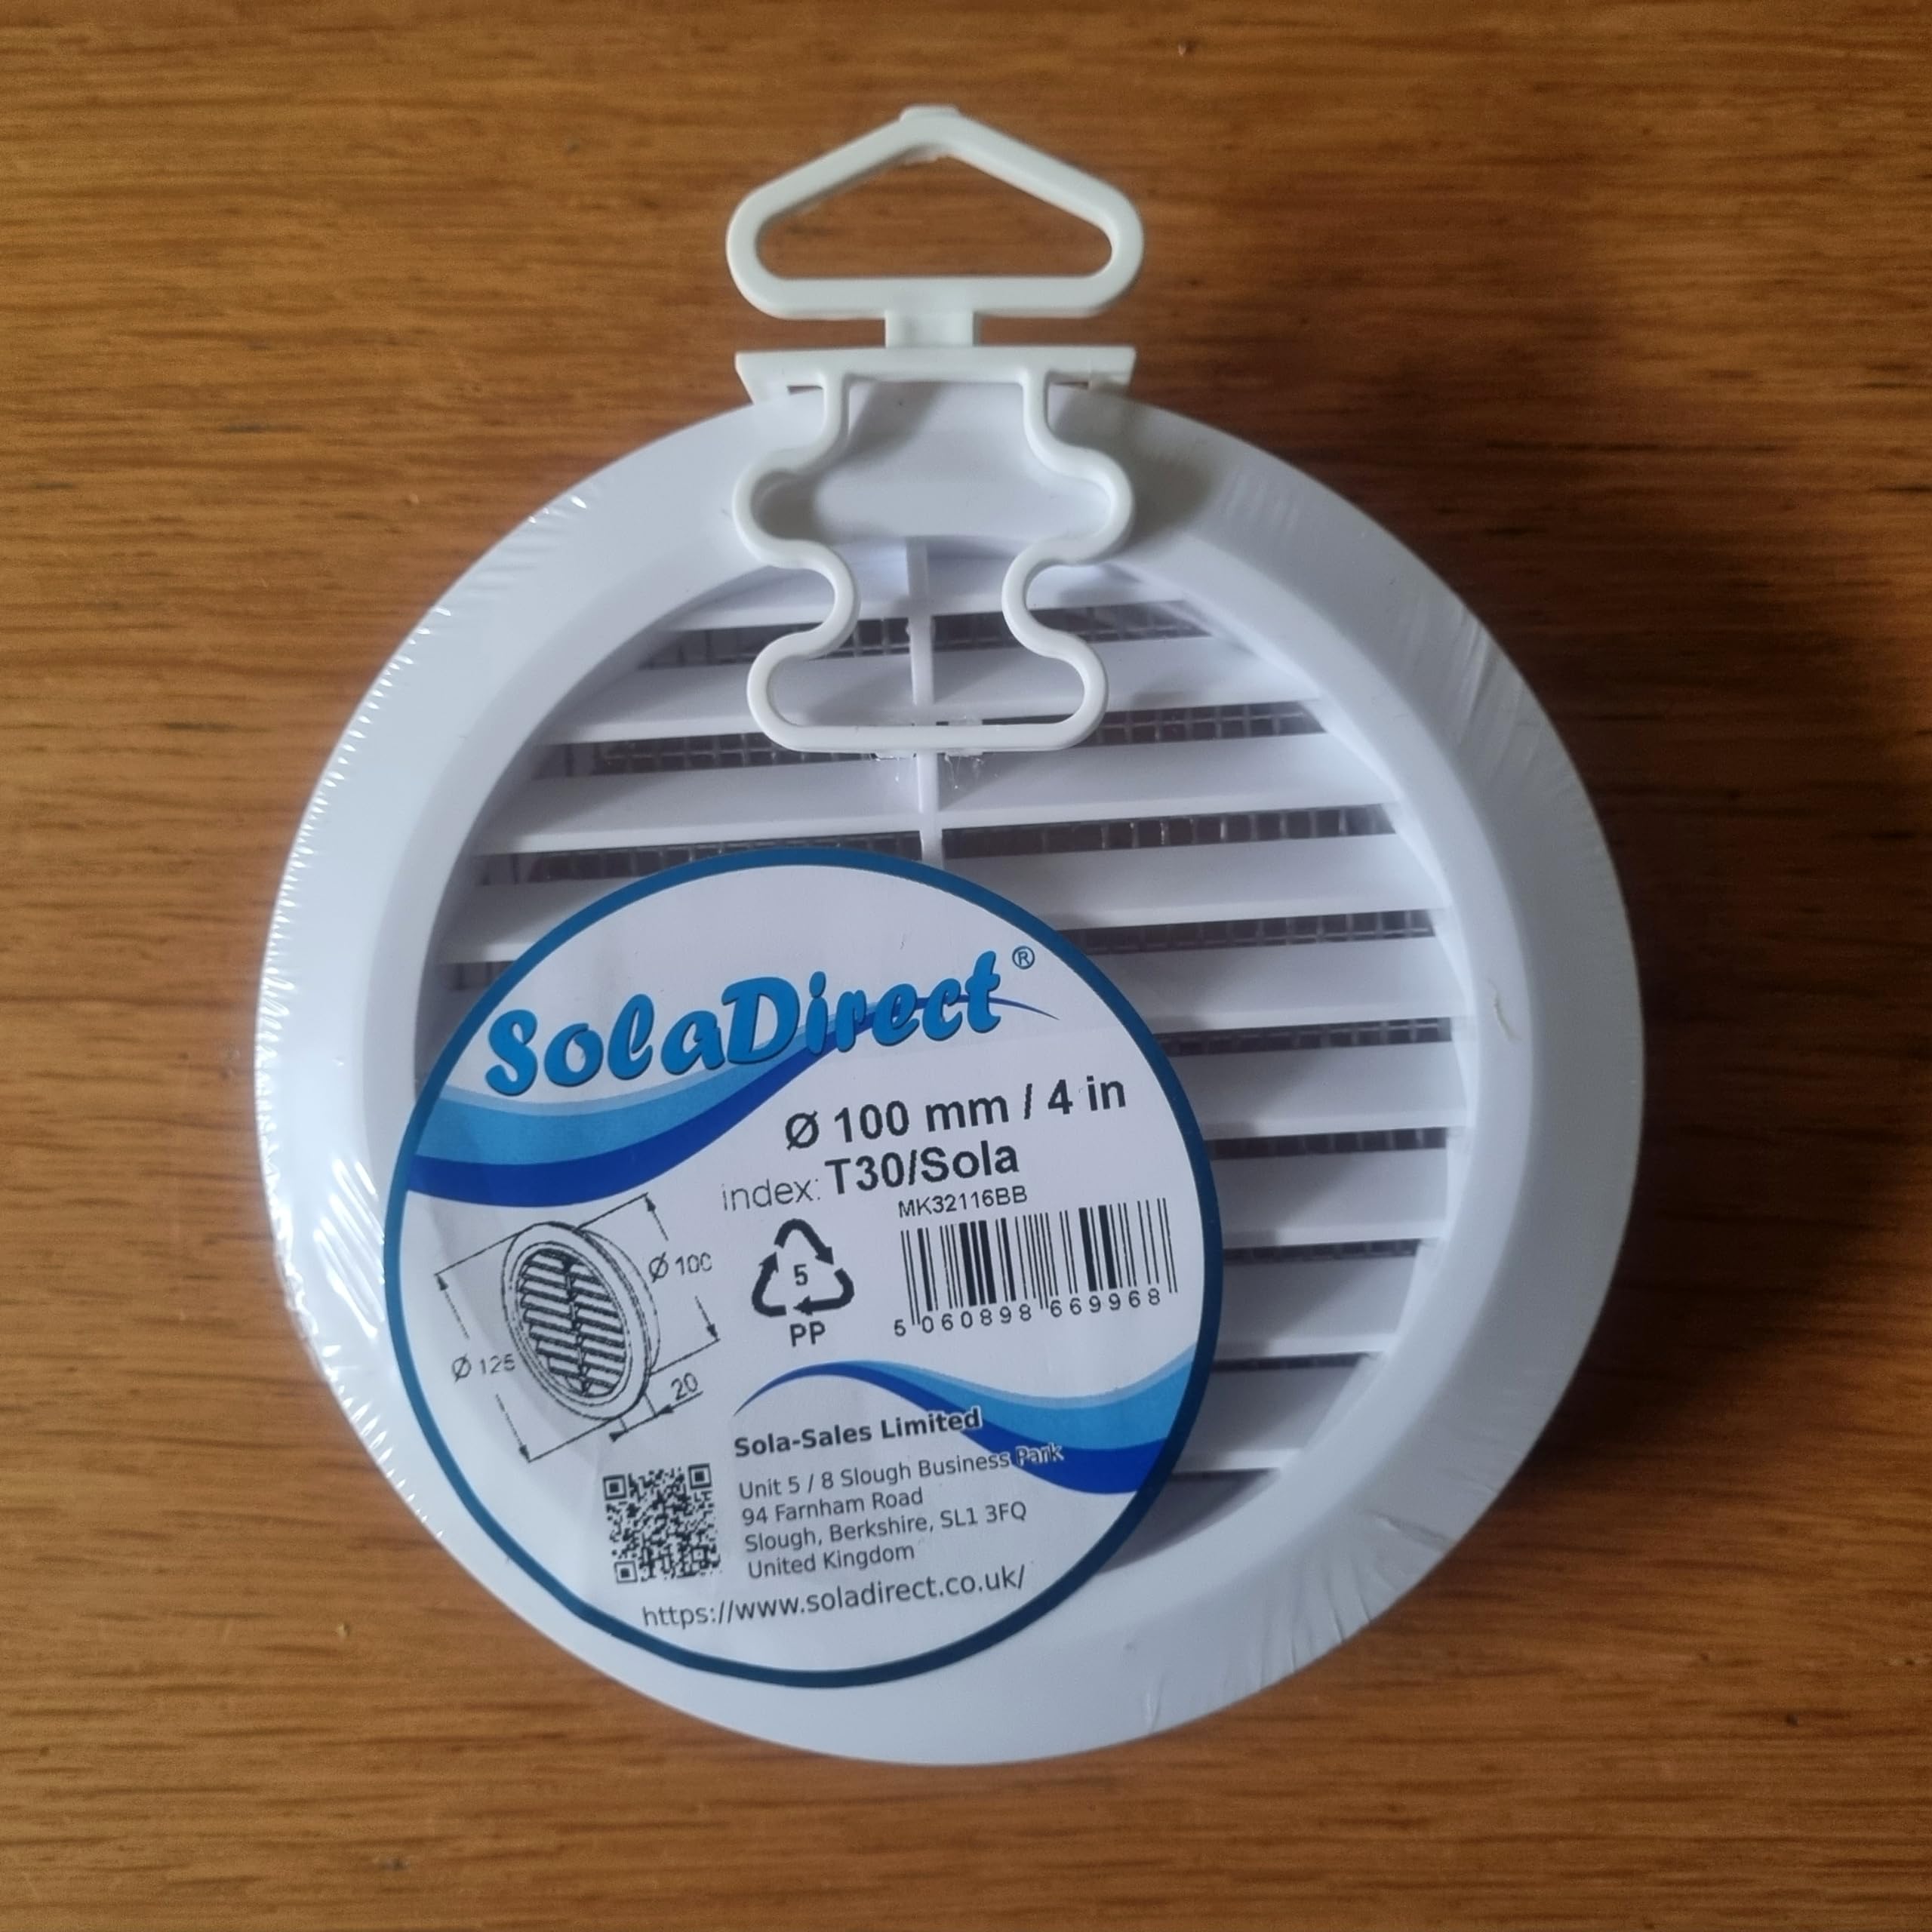 SolaDirect®
Ø 100 mm / 4 in
index: T30/Sola
MK32116BB
5 060898 669968
5
PP
Ø 100
Ø 125
20
Sola-Sales Limited
Unit 5 / 8 Slough Business Park
94 Farnham Road
Slough, Berkshire, SL1 3FQ
United Kingdom
https://www.soladirect.co.uk/